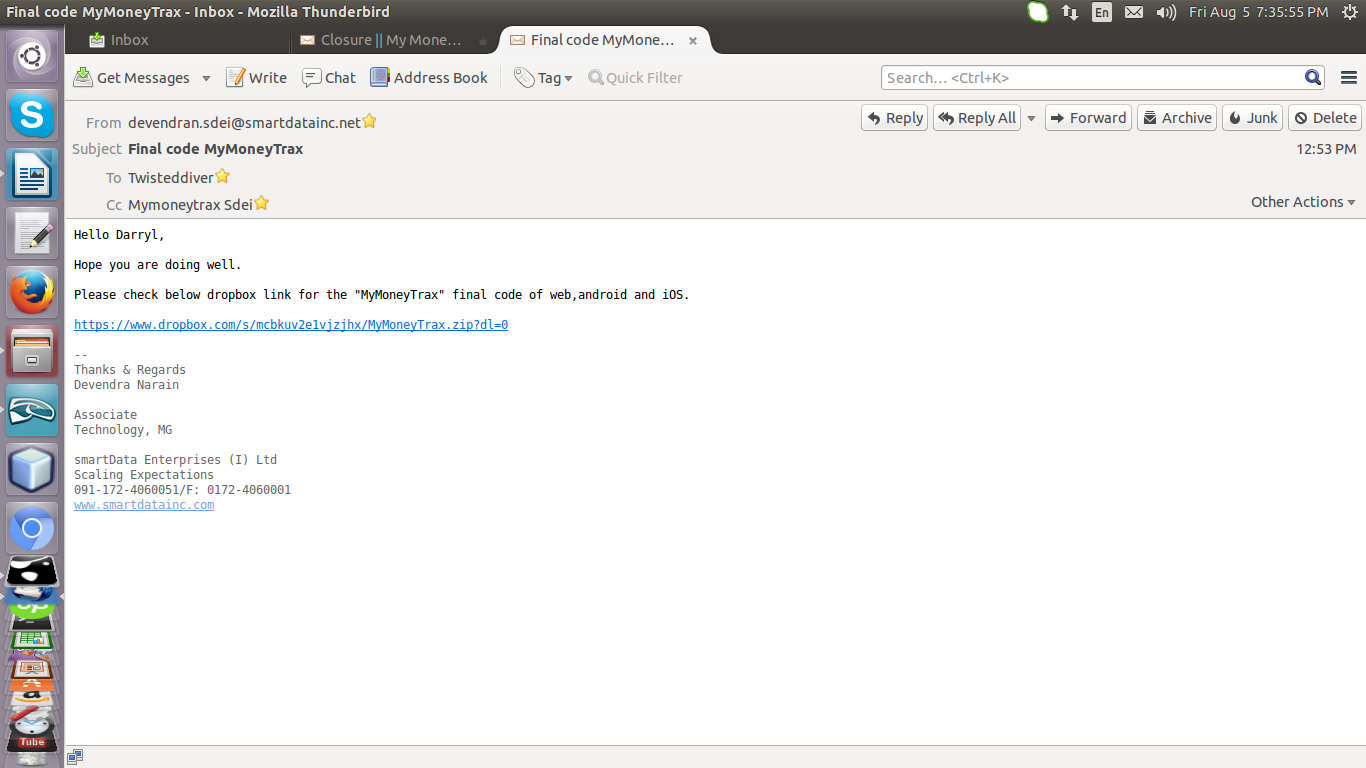 Final code MyMoneyTrax - Inbox - Mozilla Thunderbird
En
Fri Aug 5 7:35:55 PM
Inbox
Closure || My Mone...
Final code MyMone...
Get Messages
Write
Chat
Address Book
Tag
Quick Filter
Search... <Ctrl+K>
From devendran.sdei@smartdatainc.net
Reply
Reply All
Forward
Archive
Junk
Delete
Subject Final code MyMoneyTrax
12:53 PM
To Twisteddiver
Cc Mymoneytrax Sdei
Other Actions
Hello Darryl,
Hope you are doing well.
Please check below dropbox link for the "MyMoneyTrax" final code of web,android and iOS.
https://www.dropbox.com/s/mcbkuv2e1vjzjhx/MyMoneyTrax.zip?dl=0
--
Thanks & Regards
Devendra Narain
Associate
Technology, MG
smartData Enterprises (I) Ltd
Scaling Expectations
091-172-4060051/F: 0172-4060001
www.smartdatainc.com
S
a
Tube